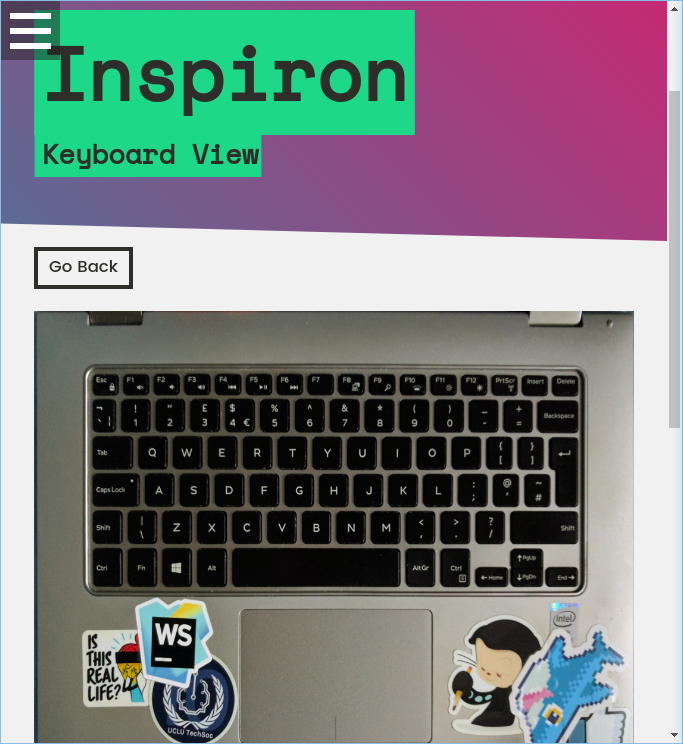 Inspiron
Keyboard View
Go Back
Esc F1 F2 F3 F4 F5 F6 F7 F8 F9 F10 F11 F12 PrtScr Insert Delete
¬ ! " £ $ % ^ & * ( ) _ +
` ¦ 1 2 3 4 € 5 6 7 8 9 0 - = Backspace
Tab Q W E R T Y U I O P { [ } ]
Caps Lock A S D F G H J K L : ; @ ' ~ #
Shift | \ Z X C V B N M < , > . ? / Shift
Ctrl Fn Alt Alt Gr Ctrl Home PgUp PgDn End
intel
WS
IS
THIS
REAL
LIFE?
UCLU TechSoc